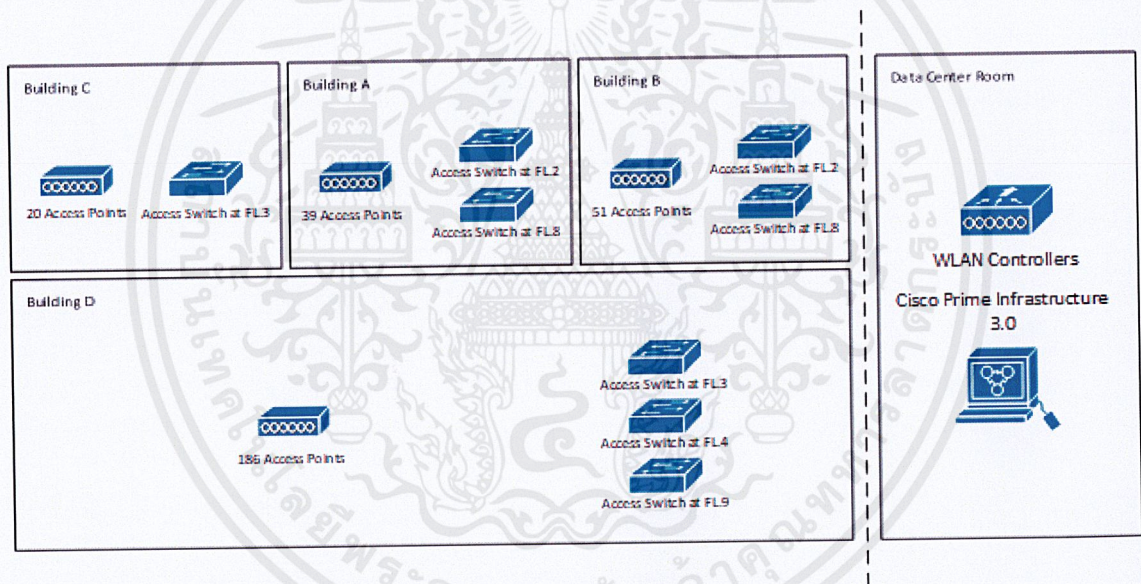 Building C
20 Access Points
Access Switch at FL.3
Building A
39 Access Points
Access Switch at FL.2
Access Switch at FL.8
Building B
51 Access Points
Access Switch at FL.2
Access Switch at FL.8
Building D
186 Access Points
Access Switch at FL.3
Access Switch at FL.4
Access Switch at FL.9
Data Center Room
WLAN Controllers
Cisco Prime Infrastructure
3.0